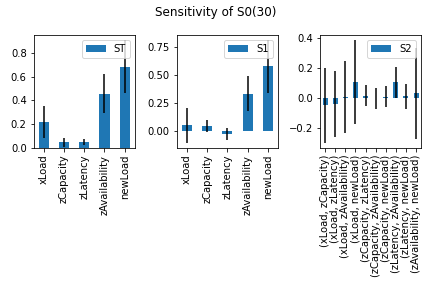 Sensitivity of S0(30)
ST
0.8
0.6
0.4
0.2
0.0
xLoad
zCapacity
zLatency
zAvailability
newLoad
S1
0.75
0.50
0.25
0.00
xLoad
zCapacity
zLatency
zAvailability
newLoad
S2
0.4
0.2
0.0
−0.2
(xLoad, zCapacity)
(xLoad, zLatency)
(xLoad, zAvailability)
(xLoad, newLoad)
(zCapacity, zLatency)
(zCapacity, zAvailability)
(zCapacity, newLoad)
(zLatency, zAvailability)
(zLatency, newLoad)
(zAvailability, newLoad)